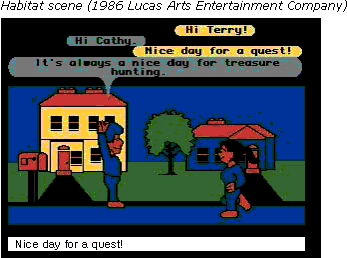 Habitat scene (1986 Lucas Arts Entertainment Company)
Hi Terry!
Hi Cathy.
Nice day for a quest!
It's always a nice day for treasure
hunting.
Nice day for a quest!